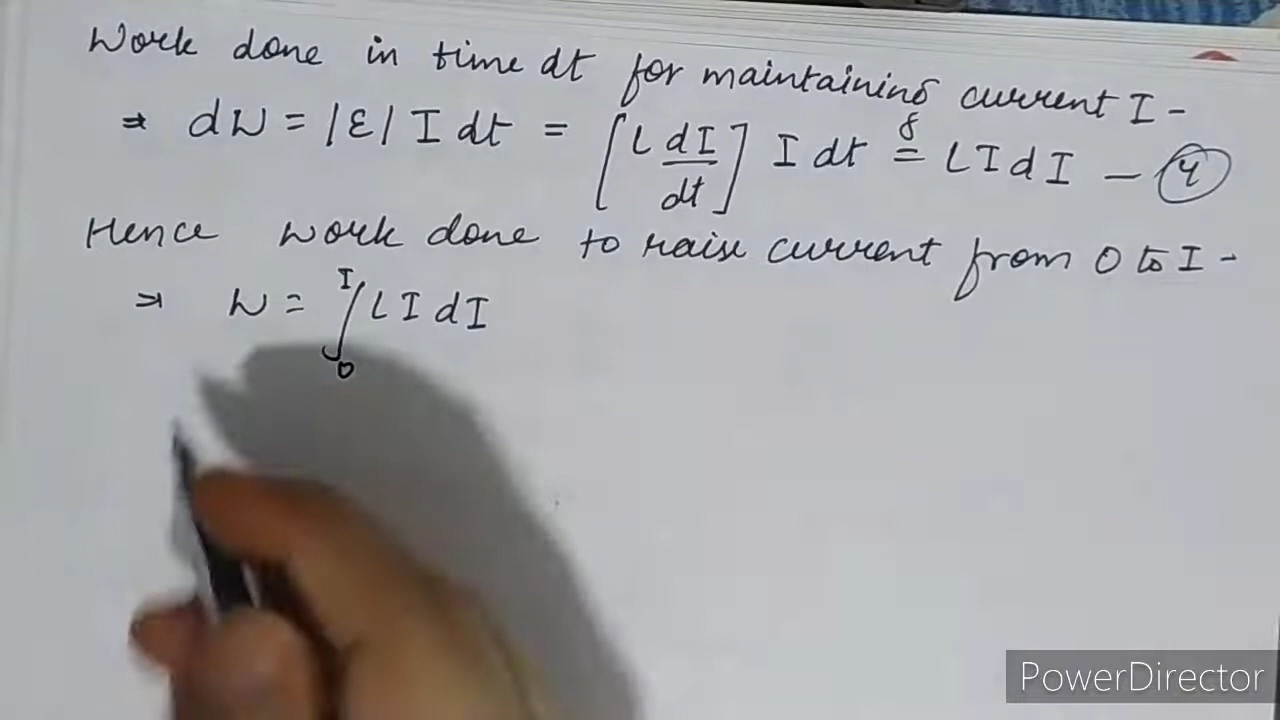 Work done in time dt for maintaining current I -
⇒ dW = |ε| I dt = [L dI/dt] I dt = LIdI - (4)
Hence work done to raise current from 0 to I -
⇒ W = ∫₀ᴵ L I dI
PowerDirector